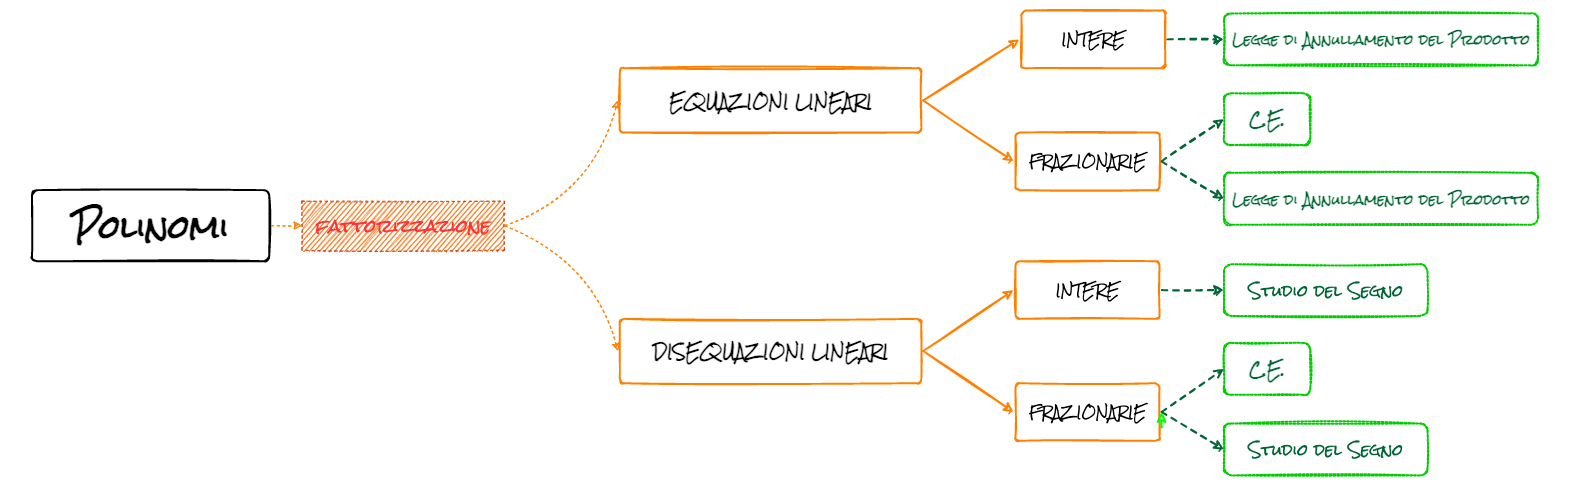 Polinomi
FATTORIZZAZIONE
EQUAZIONI LINEARI
INTERE
Legge di Annullamento del Prodotto
FRAZIONARIE
C.E.
Legge di Annullamento del Prodotto
DISEQUAZIONI LINEARI
INTERE
Studio del Segno
FRAZIONARIE
C.E.
Studio del Segno